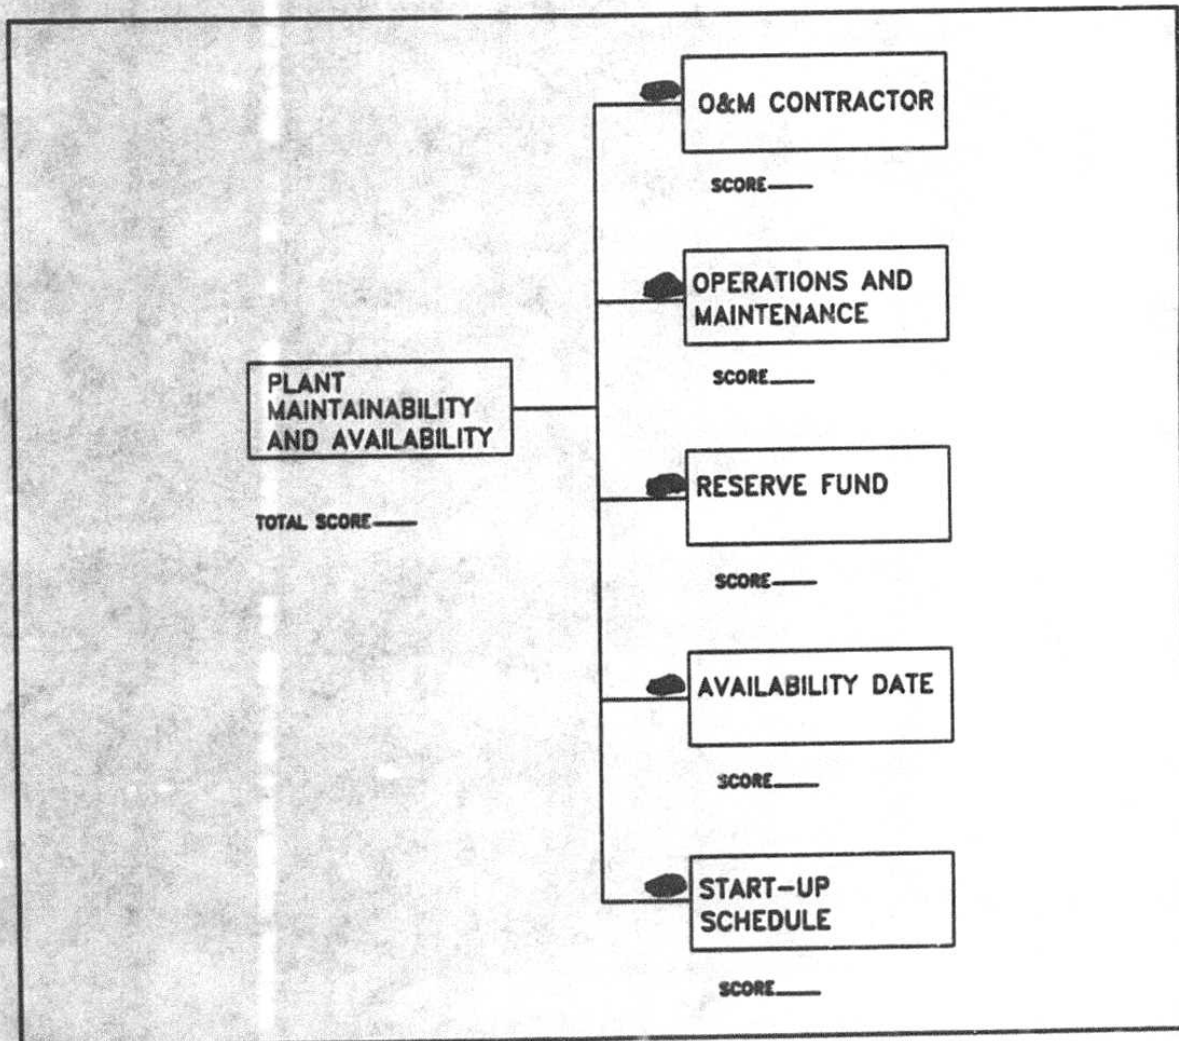 O&M CONTRACTOR
SCORE
OPERATIONS AND
MAINTENANCE
SCORE
PLANT
MAINTAINABILITY
AND AVAILABILITY
TOTAL SCORE
RESERVE FUND
SCORE
AVAILABILITY DATE
SCORE
START-UP
SCHEDULE
SCORE